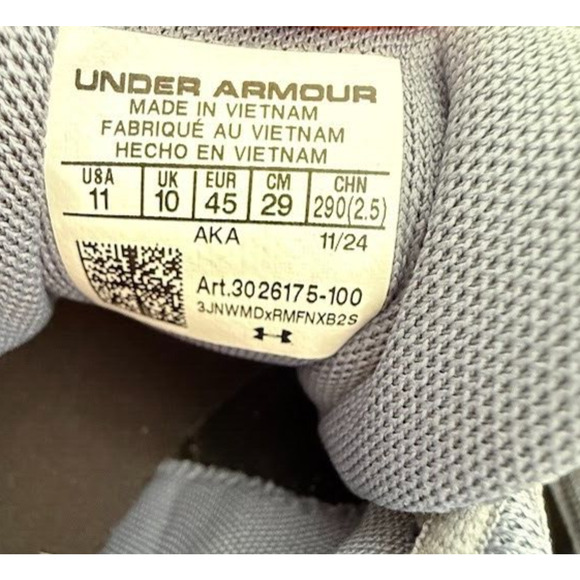 UNDER ARMOUR
MADE IN VIETNAM
FABRIQUÉ AU VIETNAM
HECHO EN VIETNAM
USA UK EUR CM CHN
11 10 45 29 290(2.5)
AKA 11/24
Art.3026175-100
3JNWMDxRMFNXB2S